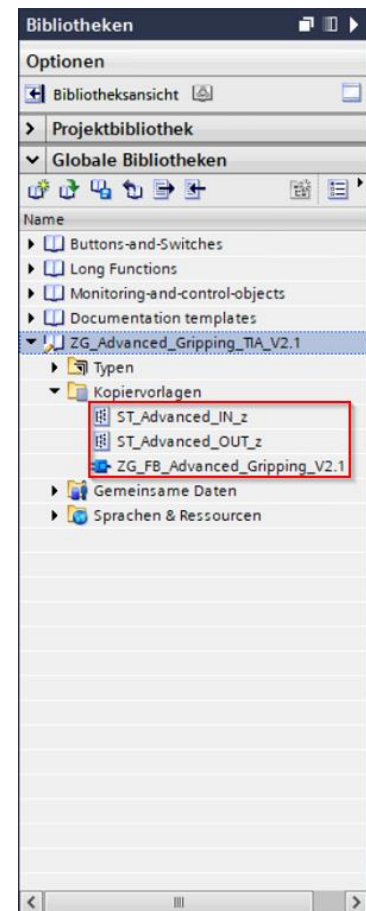 Bibliotheken
Optionen
Bibliotheksansicht
Projektbibliothek
Globale Bibliotheken
Name
Buttons-and-Switches
Long Functions
Monitoring-and-control-objects
Documentation templates
ZG_Advanced_Gripping_TIA_V2.1
Typen
Kopiervorlagen
ST_Advanced_IN_z
ST_Advanced_OUT_z
ZG_FB_Advanced_Gripping_V2.1
Gemeinsame Daten
Sprachen & Ressourcen